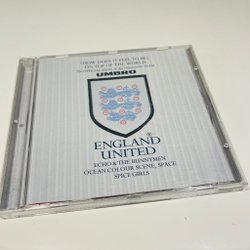 (HOW DOES IT FEEL TO BE)
ON TOP OF THE WORLD
UMBRO
ENGLAND
UNITED
ECHO & THE BUNNYMEN
OCEAN COLOUR SCENE, SPACE
SPICE GIRLS